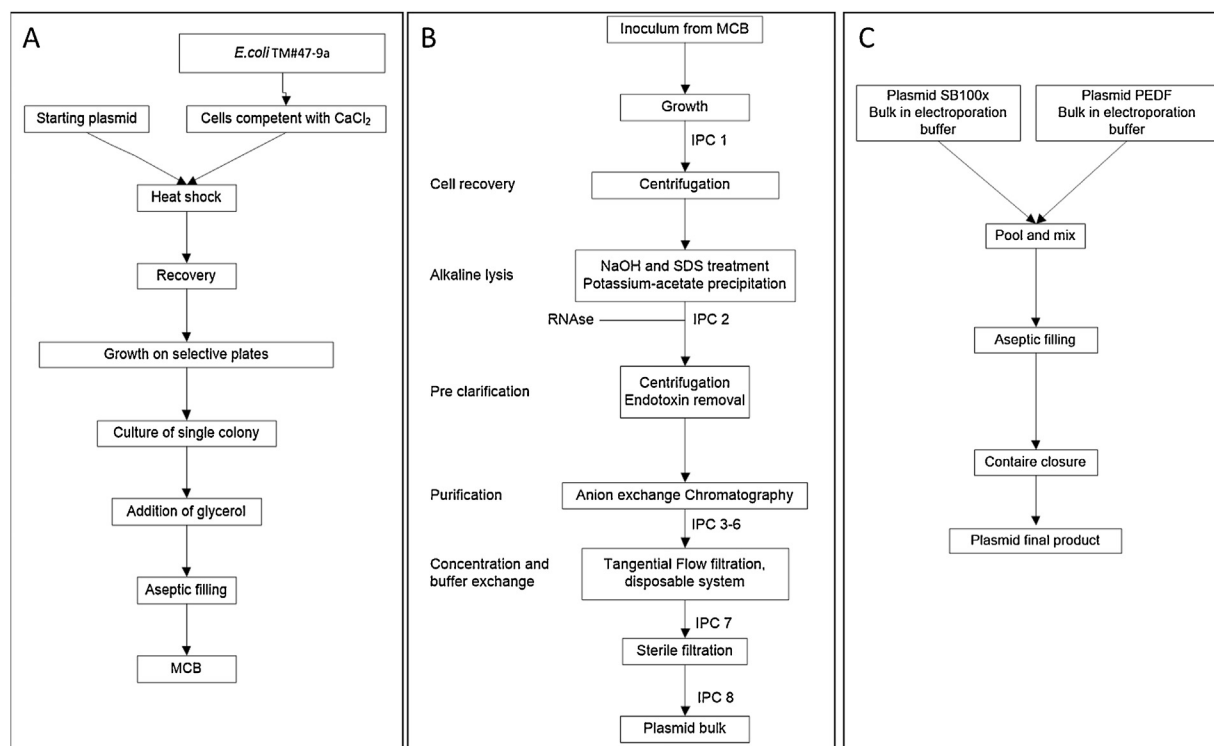 A
E.coli TM#47-9a
Starting plasmid
Cells competent with CaCl₂
Heat shock
Recovery
Growth on selective plates
Culture of single colony
Addition of glycerol
Aseptic filling
MCB
B
Inoculum from MCB
Growth
IPC 1
Cell recovery
Centrifugation
Alkaline lysis
NaOH and SDS treatment
Potassium-acetate precipitation
RNAse
IPC 2
Pre clarification
Centrifugation
Endotoxin removal
Purification
Anion exchange Chromatography
IPC 3-6
Concentration and
buffer exchange
Tangential Flow filtration,
disposable system
IPC 7
Sterile filtration
IPC 8
Plasmid bulk
C
Plasmid SB100x
Bulk in electroporation
buffer
Plasmid PEDF
Bulk in electroporation
buffer
Pool and mix
Aseptic filling
Contaire closure
Plasmid final product